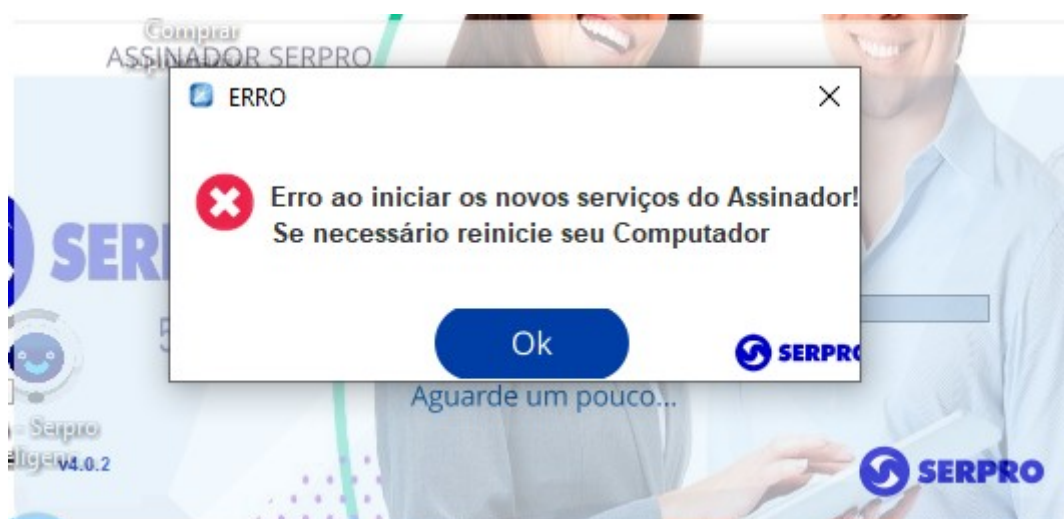 Comprar
ASSINADOR SERPRO
ERRO
Erro ao iniciar os novos serviços do Assinador!
Se necessário reinicie seu Computador
Ok
SERPRO
Aguarde um pouco...
- Serpro
v4.0.2
SERPRO